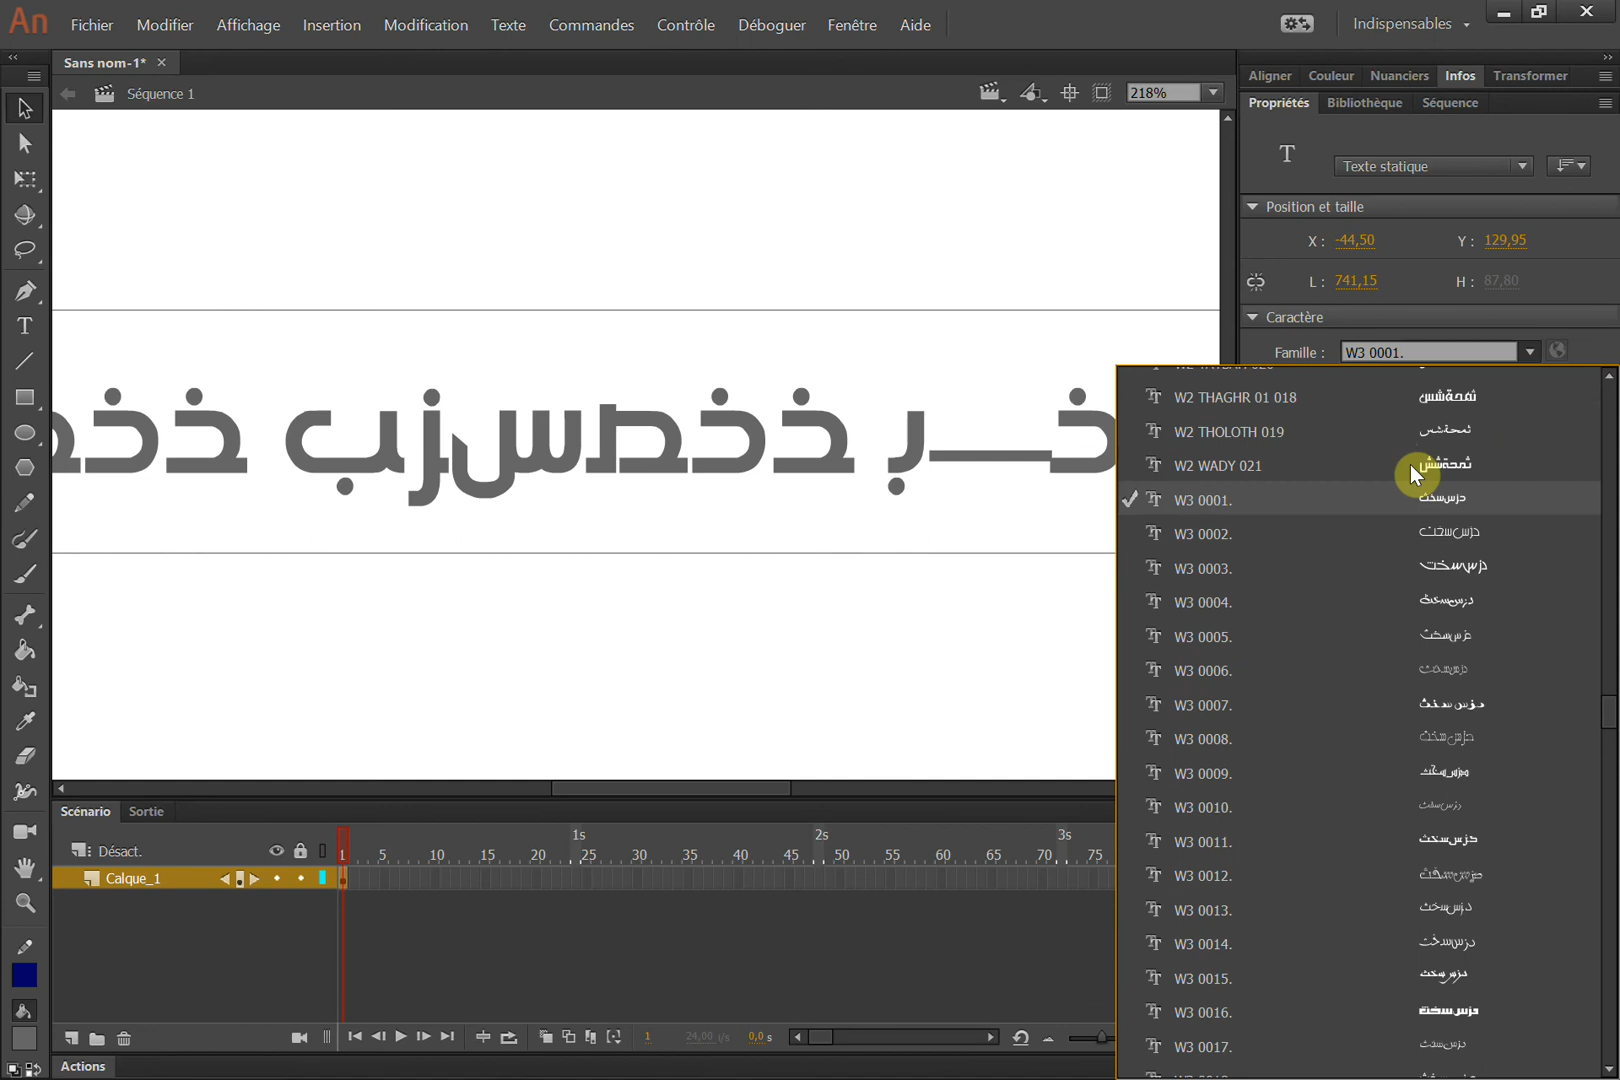 An Fichier Modifier Affichage Insertion Modification Texte Commandes Contrôle Déboguer Fenêtre Aide Indispensables
Sans nom-1*
Séquence 1
218%
Aligner Couleur Nuanciers Infos Transformer
Propriétés Bibliothèque Séquence
T Texte statique
Position et taille
X : -44,50 Y : 129,95
L : 741,15 H : 87,80
Caractère
Famille : W3 0001.
W2 THAGHR 01 018
W2 THOLOTH 019
W2 WADY 021
W3 0001.
W3 0002.
W3 0003.
W3 0004.
W3 0005.
W3 0006.
W3 0007.
W3 0008.
W3 0009.
W3 0010.
W3 0011.
W3 0012.
W3 0013.
W3 0014.
W3 0015.
W3 0016.
W3 0017.
Scénario Sortie
Désact.
1s 2s 3s
1 5 10 15 20 25 30 35 40 45 50 55 60 65 70 75
Calque_1
1 24,00 i/s 0,0 s
Actions